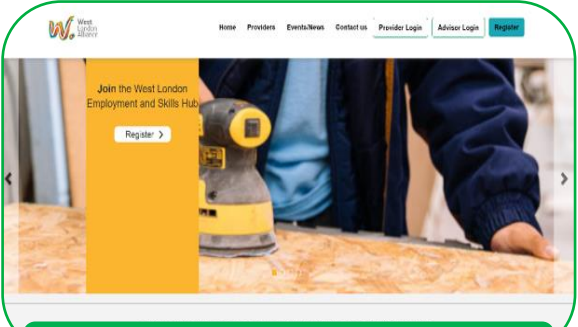 West
London
Alliance
Home Providers Events/News Contact us Provider Login Advisor Login Register
Join the West London
Employment and Skills Hub
Register